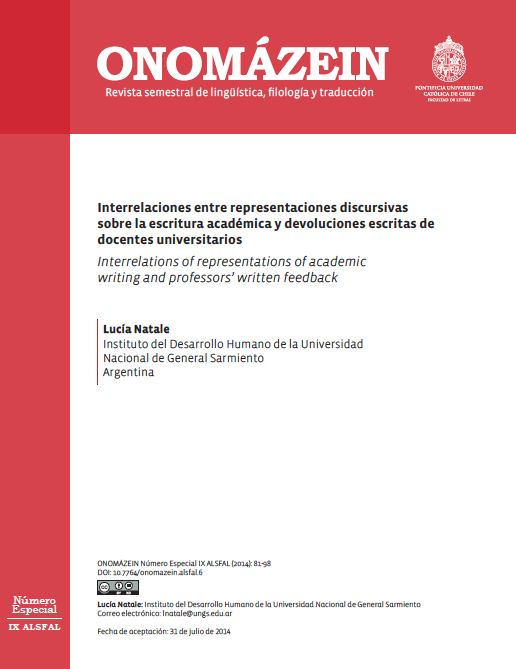 ONOMÁZEIN
Revista semestral de lingüística, filología y traducción
PONTIFICIA UNIVERSIDAD
CATÓLICA DE CHILE
FACULTAD DE LETRAS
Interrelaciones entre representaciones discursivas
sobre la escritura académica y devoluciones escritas de
docentes universitarios
Interrelations of representations of academic
writing and professors' written feedback
Lucía Natale
Instituto del Desarrollo Humano de la Universidad
Nacional de General Sarmiento
Argentina
ONOMÁZEIN Número Especial IX ALSFAL (2014): 81-98
DOI: 10.7764/onomazein.alsfal.6
Lucía Natale: Instituto del Desarrollo Humano de la Universidad Nacional de General Sarmiento
Correo electrónico: lnatale@ungs.edu.ar
Fecha de aceptación: 31 de julio de 2014
Número
Especial
IX ALSFAL